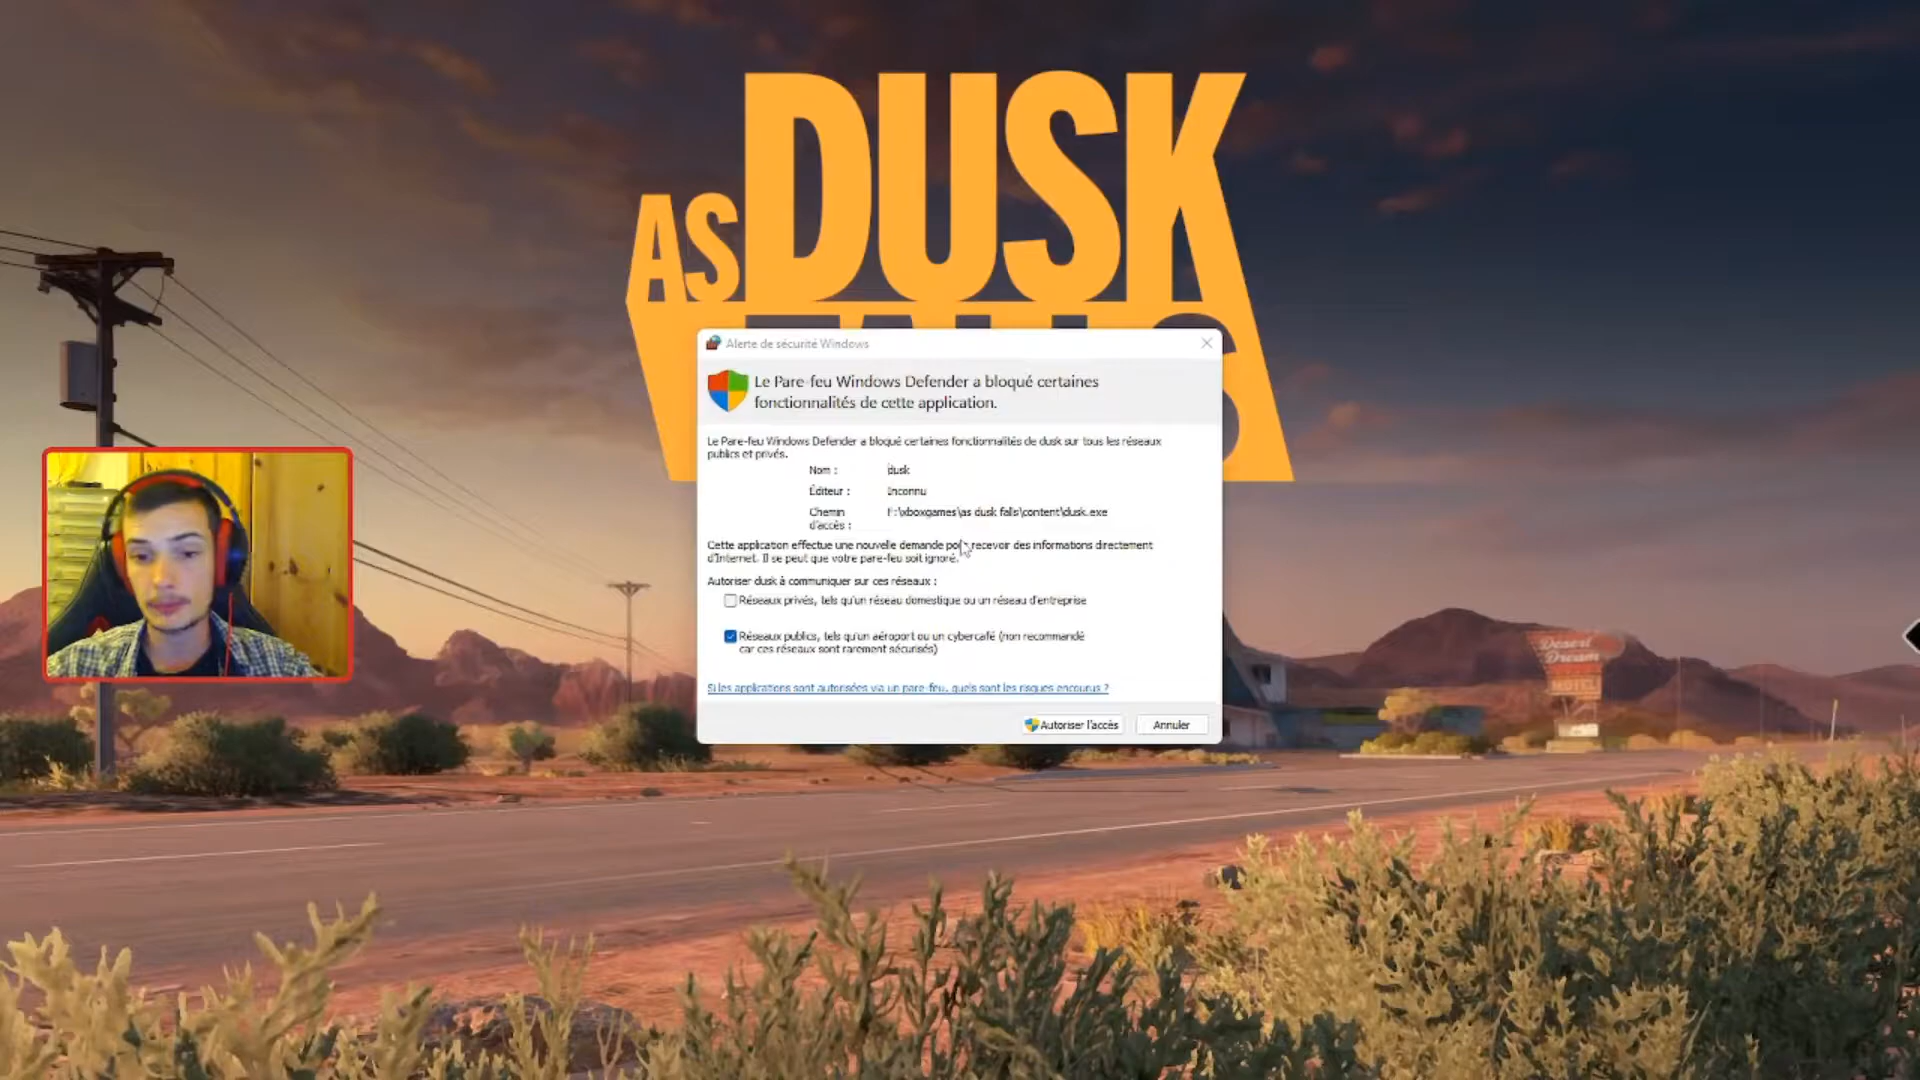 AS DUSK
Alerte de sécurité Windows
Le Pare-feu Windows Defender a bloqué certaines
fonctionnalités de cette application.
Le Pare-feu Windows Defender a bloqué certaines fonctionnalités de dusk sur tous les réseaux
publics et privés.
Nom : dusk
Éditeur : Inconnu
Chemin F:\xboxgames\as dusk falls\content\dusk.exe
d'accès :
Cette application effectue une nouvelle demande pour recevoir des informations directement
d'Internet. Il se peut que votre pare-feu soit ignoré.
Autoriser dusk à communiquer sur ces réseaux :
Réseaux privés, tels qu'un réseau domestique ou un réseau d'entreprise
Réseaux publics, tels qu'un aéroport ou un cybercafé (non recommandé
car ces réseaux sont rarement sécurisés)
Si les applications sont autorisées via un pare-feu, quels sont les risques encourus ?
Autoriser l'accès Annuler
Desert
Dream
MOTEL